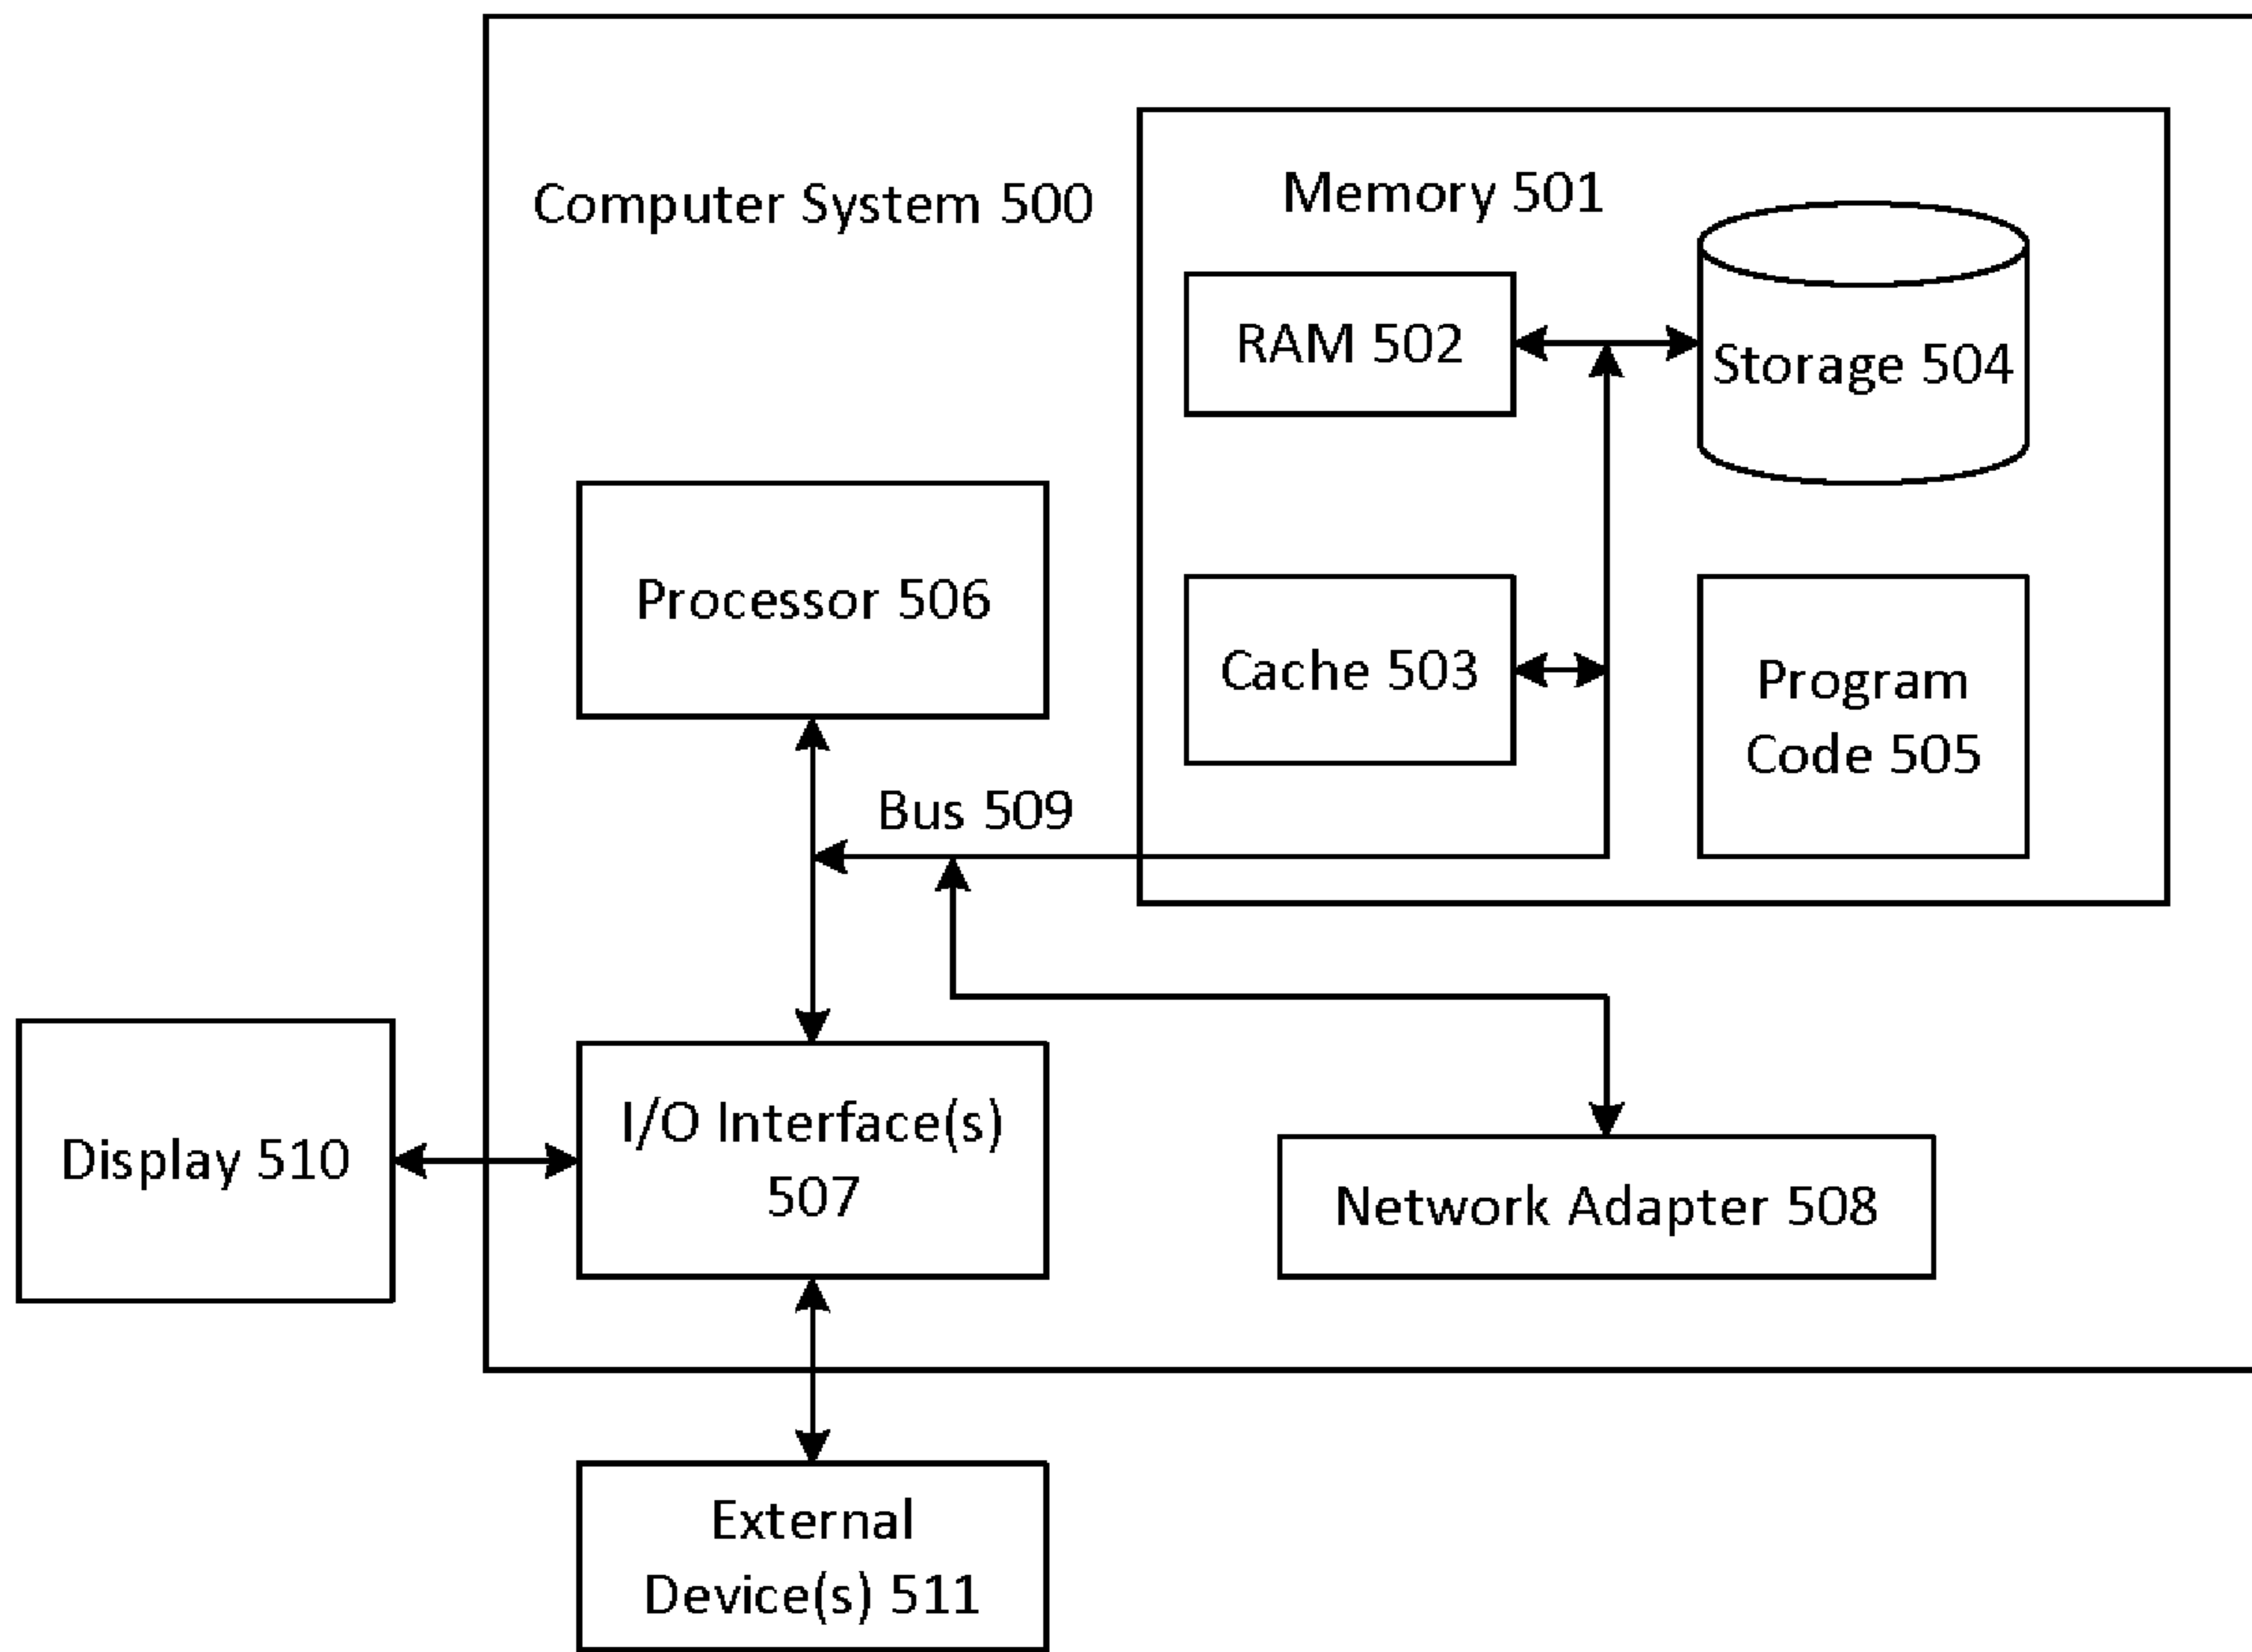 Computer System 500
Memory 501
RAM 502
Storage 504
Processor 506
Cache 503
Program
Code 505
Bus 509
Display 510
I/O Interface(s)
507
Network Adapter 508
External
Device(s) 511